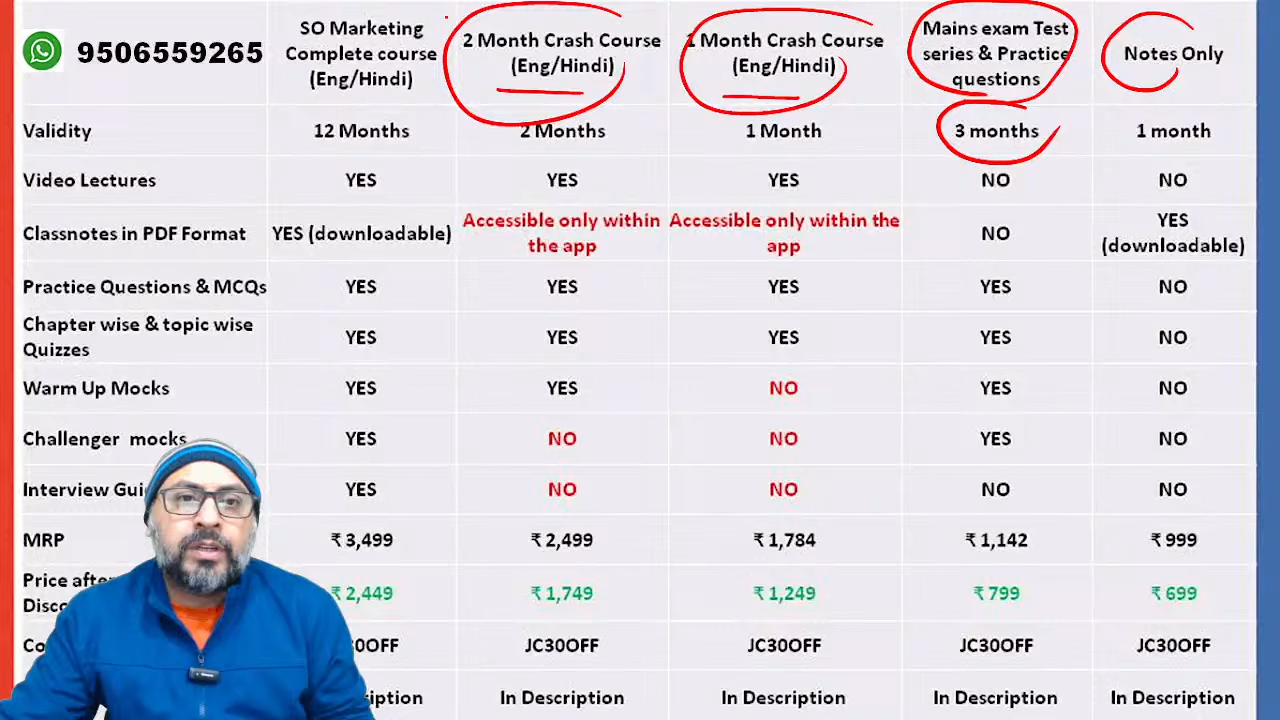 9506559265
SO Marketing
Complete course
(Eng/Hindi)
2 Month Crash Course
(Eng/Hindi)
1 Month Crash Course
(Eng/Hindi)
Mains exam Test
series & Practice
questions
Notes Only
Validity
12 Months
2 Months
1 Month
3 months
1 month
Video Lectures
YES
YES
YES
NO
NO
Classnotes in PDF Format
YES (downloadable)
Accessible only within
the app
Accessible only within the
app
NO
YES
(downloadable)
Practice Questions & MCQs
YES
YES
YES
YES
NO
Chapter wise & topic wise
Quizzes
YES
YES
YES
YES
NO
Warm Up Mocks
YES
YES
NO
YES
NO
Challenger mocks
YES
NO
NO
YES
NO
Interview
YES
NO
NO
NO
NO
MRP
₹ 3,499
₹ 2,499
₹ 1,784
₹ 1,142
₹ 999
Price
₹ 2,449
₹ 1,749
₹ 1,249
₹ 799
₹ 699
0OFF
JC30OFF
JC30OFF
JC30OFF
JC30OFF
In Description
In Description
In Description
In Description